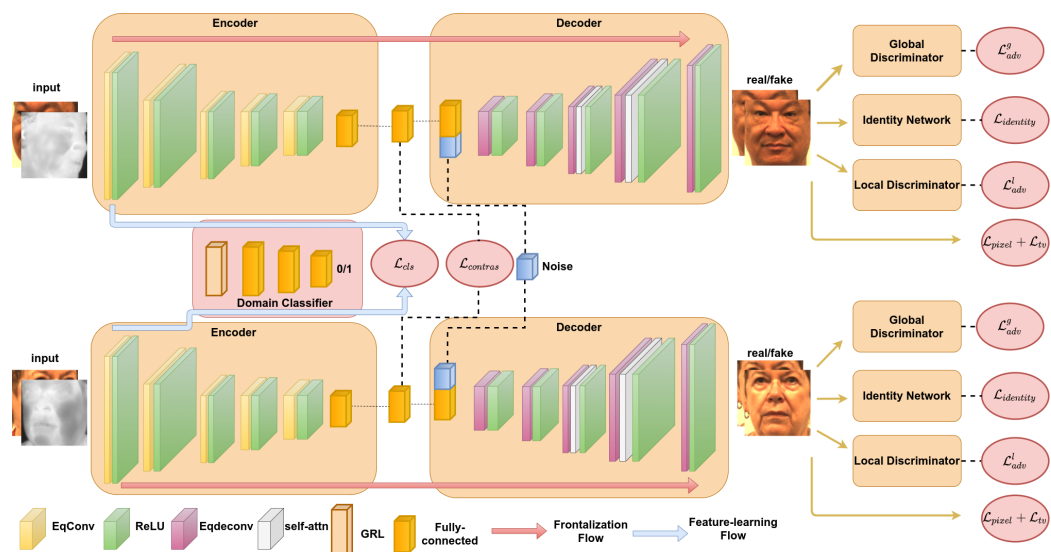 Encoder
Decoder
input
real/fake
Global
Discriminator
$\mathcal{L}_{adv}^{g}$
Identity Network
$\mathcal{L}_{identity}$
Local Discriminator
$\mathcal{L}_{adv}^{l}$
$\mathcal{L}_{pixel} + \mathcal{L}_{tv}$
0/1
Domain Classifier
$\mathcal{L}_{cls}$
$\mathcal{L}_{contras}$
Noise
Encoder
Decoder
input
real/fake
Global
Discriminator
$\mathcal{L}_{adv}^{g}$
Identity Network
$\mathcal{L}_{identity}$
Local Discriminator
$\mathcal{L}_{adv}^{l}$
$\mathcal{L}_{pixel} + \mathcal{L}_{tv}$
EqConv
ReLU
Eqdeconv
self-attn
GRL
Fully-
connected
Frontalization
Flow
Feature-learning
Flow